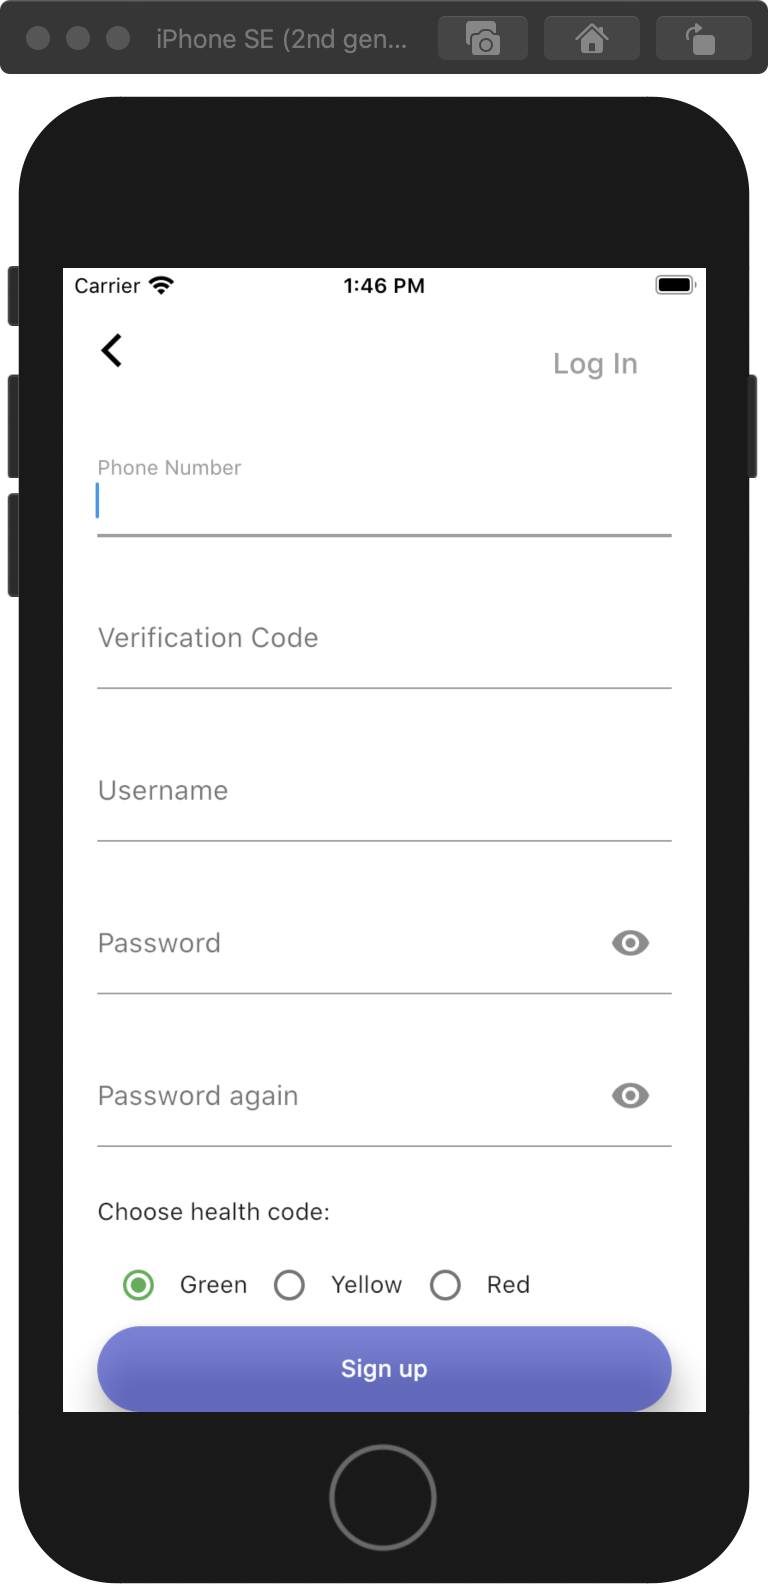 iPhone SE (2nd gen...
Carrier 1:46 PM
Log In
Phone Number
Verification Code
Username
Password
Password again
Choose health code:
Green Yellow Red
Sign up